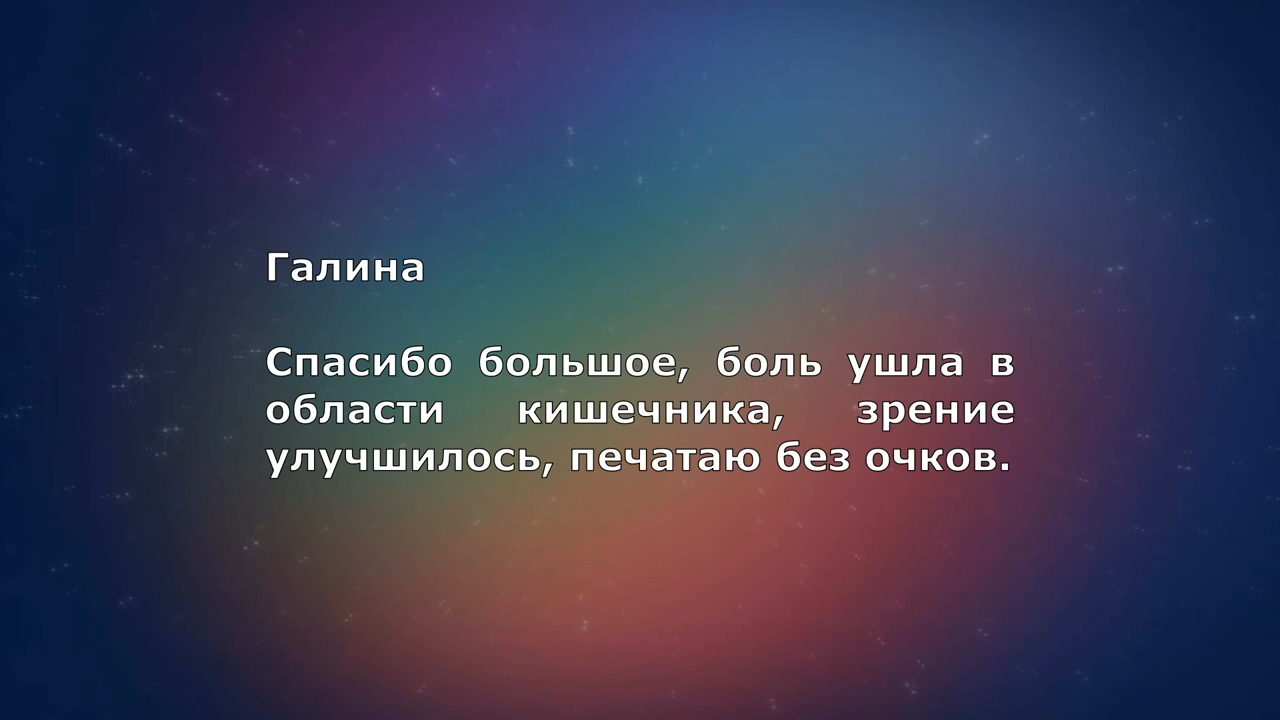 Галина
Спасибо большое, боль ушла в
области кишечника, зрение
улучшилось, печатаю без очков.